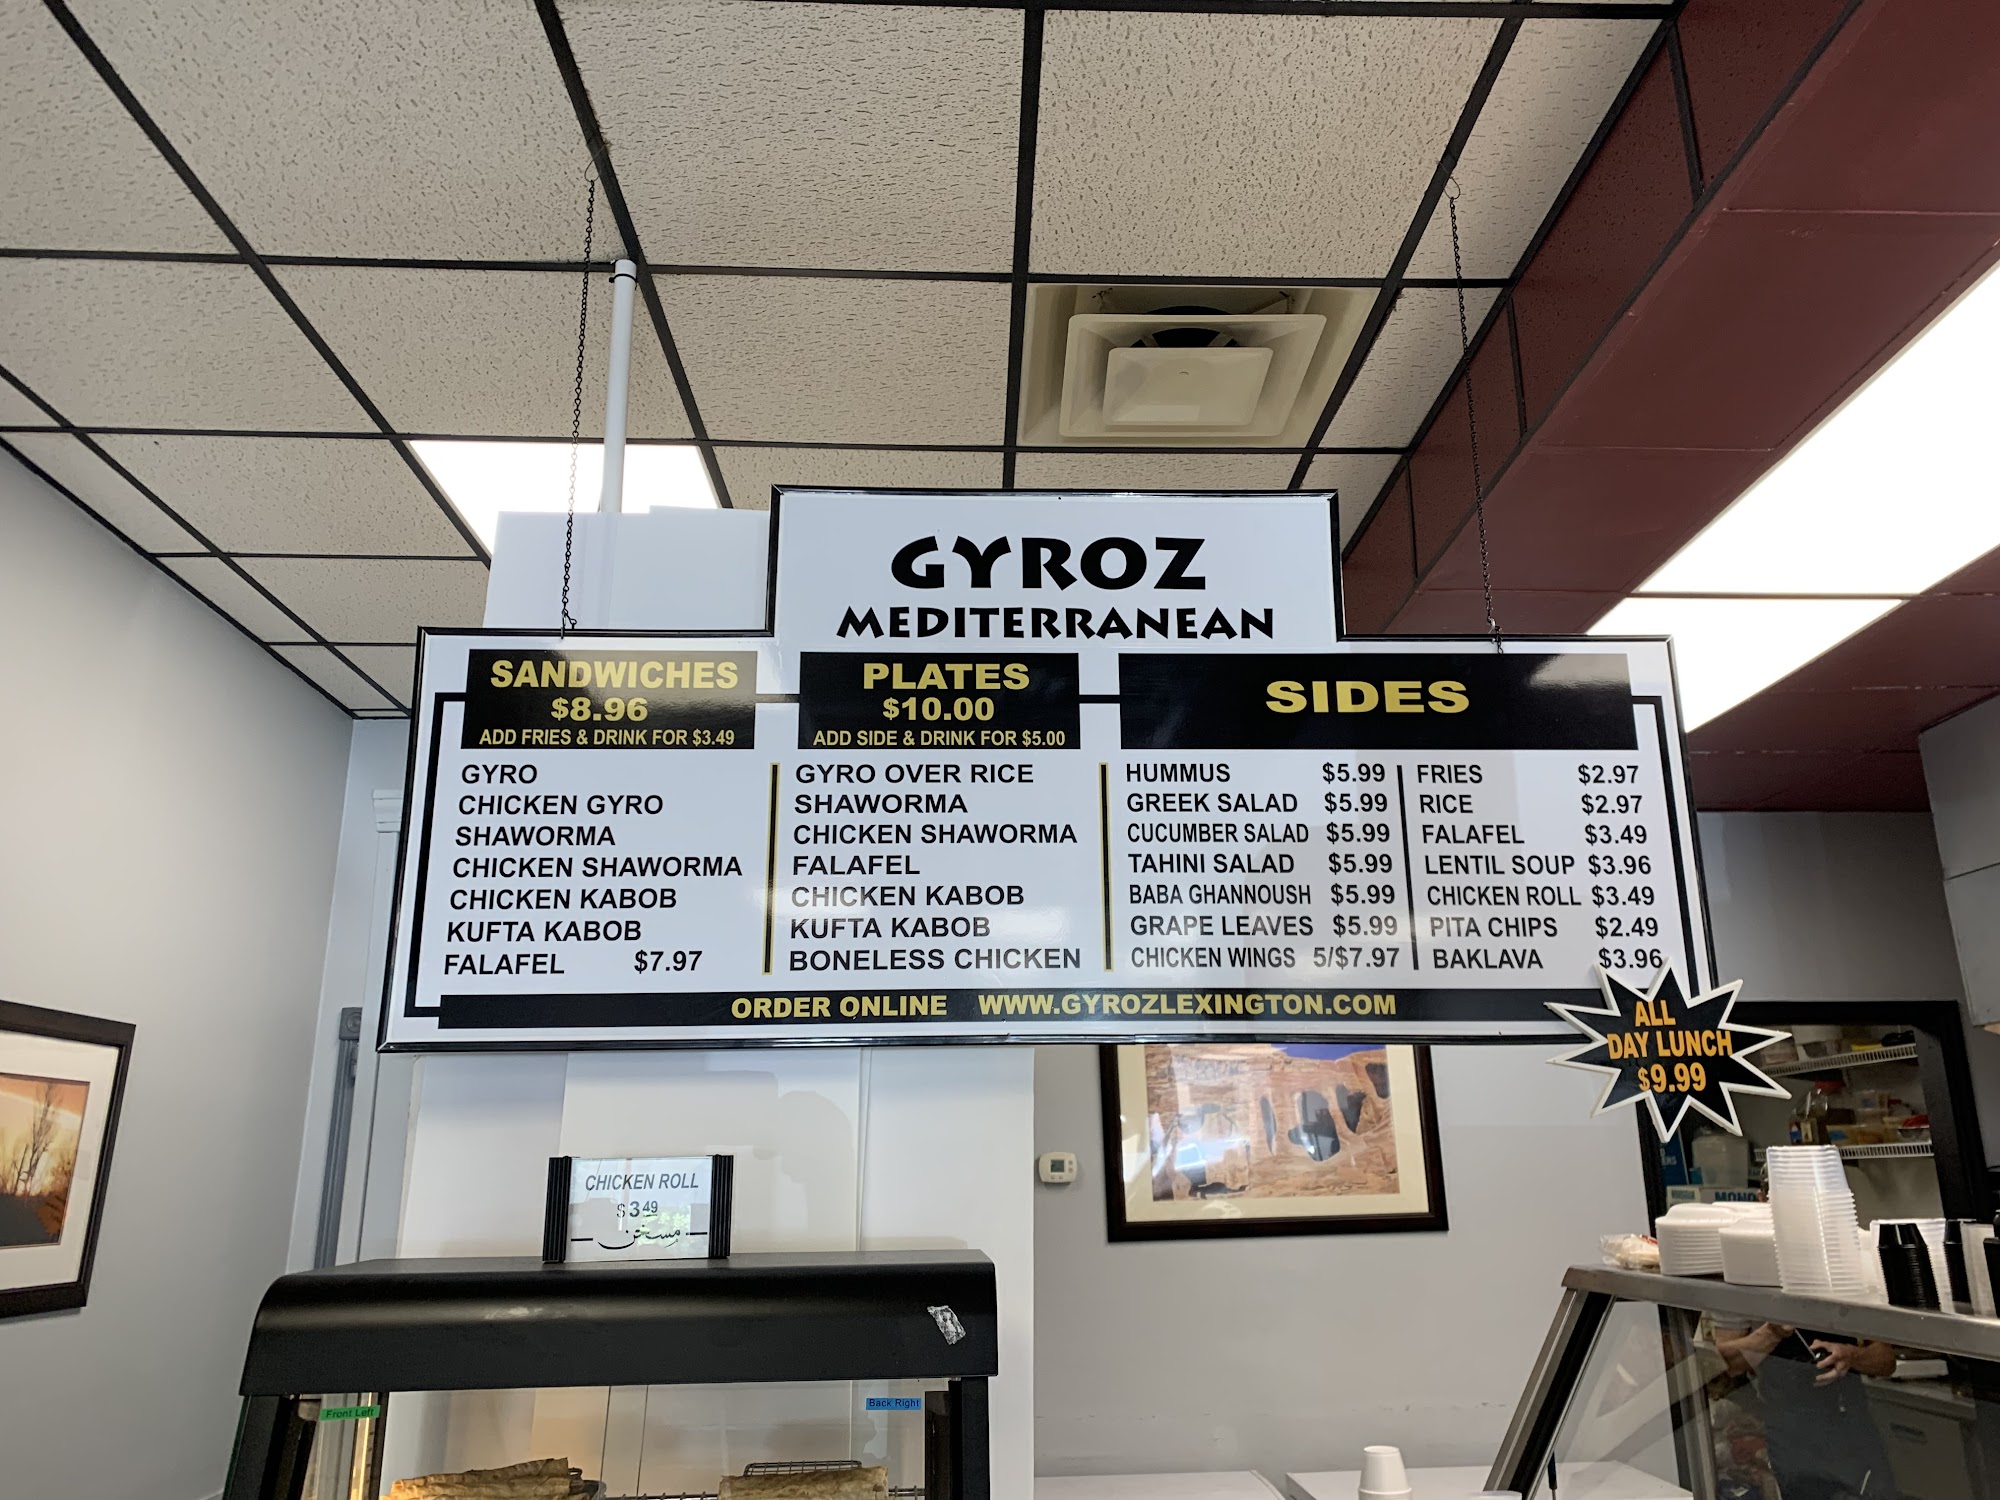 GYROZ
MEDITERRANEAN
SANDWICHES
$8.96
ADD FRIES & DRINK FOR $3.49
GYRO
CHICKEN GYRO
SHAWORMA
CHICKEN SHAWORMA
CHICKEN KABOB
KUFTA KABOB
FALAFEL $7.97
PLATES
$10.00
ADD SIDE & DRINK FOR $5.00
GYRO OVER RICE
SHAWORMA
CHICKEN SHAWORMA
FALAFEL
CHICKEN KABOB
KUFTA KABOB
BONELESS CHICKEN
SIDES
HUMMUS $5.99
GREEK SALAD $5.99
CUCUMBER SALAD $5.99
TAHINI SALAD $5.99
BABA GHANNOUSH $5.99
GRAPE LEAVES $5.99
CHICKEN WINGS 5/$7.97
FRIES $2.97
RICE $2.97
FALAFEL $3.49
LENTIL SOUP $3.96
CHICKEN ROLL $3.49
PITA CHIPS $2.49
BAKLAVA $3.96
ORDER ONLINE WWW.GYROZLEXINGTON.COM
ALL
DAY LUNCH
$9.99
CHICKEN ROLL
$3.49
مسخن
Front Left
Back Right